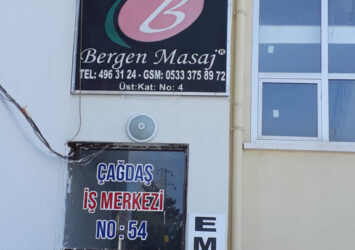 B
Bergen Masaj®
TEL: 496 31 24 - GSM: 0533 375 89 72
Üst:Kat: No: 4
ÇAĞDAŞ
İŞ MERKEZİ
NO : 54
E
M